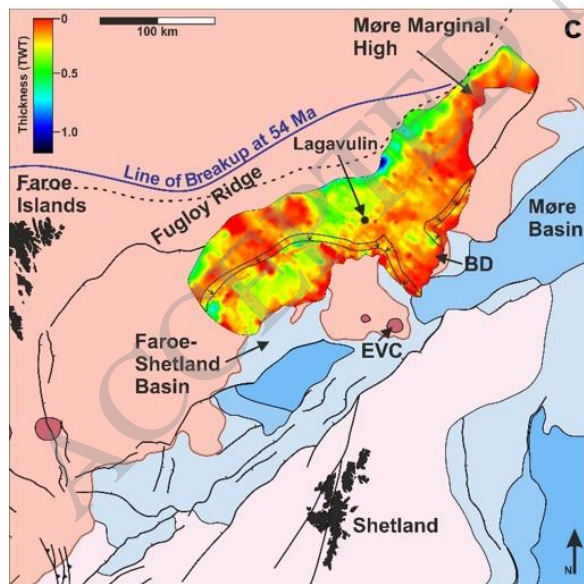 0
0.5
1.0
Thickness (TWT)
100 km
C
Møre Marginal
High
Line of Breakup at 54 Ma
Lagavulin
Faroe
Islands
Fugloy Ridge
Møre
Basin
BD
Faroe-
Shetland
Basin
EVC
Shetland
N
ACCEPTED